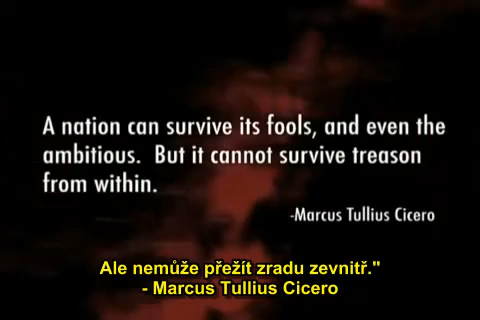 A nation can survive its fools, and even the
ambitious.  But it cannot survive treason
from within.
-Marcus Tullius Cicero
Ale nemůže přežít zradu zevnitř."
- Marcus Tullius Cicero